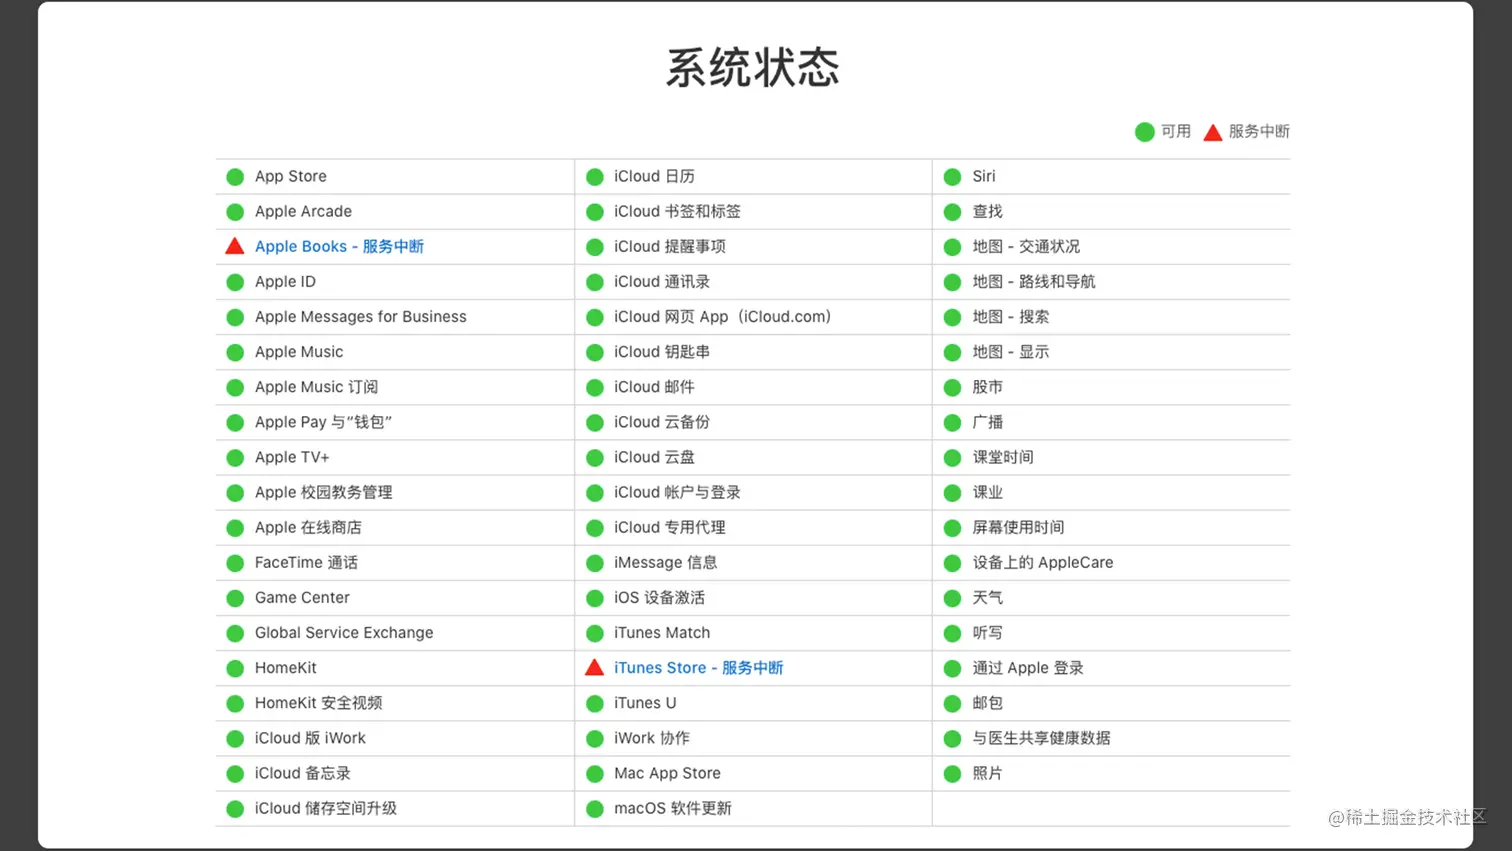 系统状态
可用 服务中断
App Store
Apple Arcade
Apple Books - 服务中断
Apple ID
Apple Messages for Business
Apple Music
Apple Music 订阅
Apple Pay 与“钱包”
Apple TV+
Apple 校园教务管理
Apple 在线商店
FaceTime 通话
Game Center
Global Service Exchange
HomeKit
HomeKit 安全视频
iCloud 版 iWork
iCloud 备忘录
iCloud 储存空间升级
iCloud 日历
iCloud 书签和标签
iCloud 提醒事项
iCloud 通讯录
iCloud 网页 App（iCloud.com）
iCloud 钥匙串
iCloud 邮件
iCloud 云备份
iCloud 云盘
iCloud 帐户与登录
iCloud 专用代理
iMessage 信息
iOS 设备激活
iTunes Match
iTunes Store - 服务中断
iTunes U
iWork 协作
Mac App Store
macOS 软件更新
Siri
查找
地图 - 交通状况
地图 - 路线和导航
地图 - 搜索
地图 - 显示
股市
广播
课堂时间
课业
屏幕使用时间
设备上的 AppleCare
天气
听写
通过 Apple 登录
邮包
与医生共享健康数据
照片
@稀土掘金技术社区